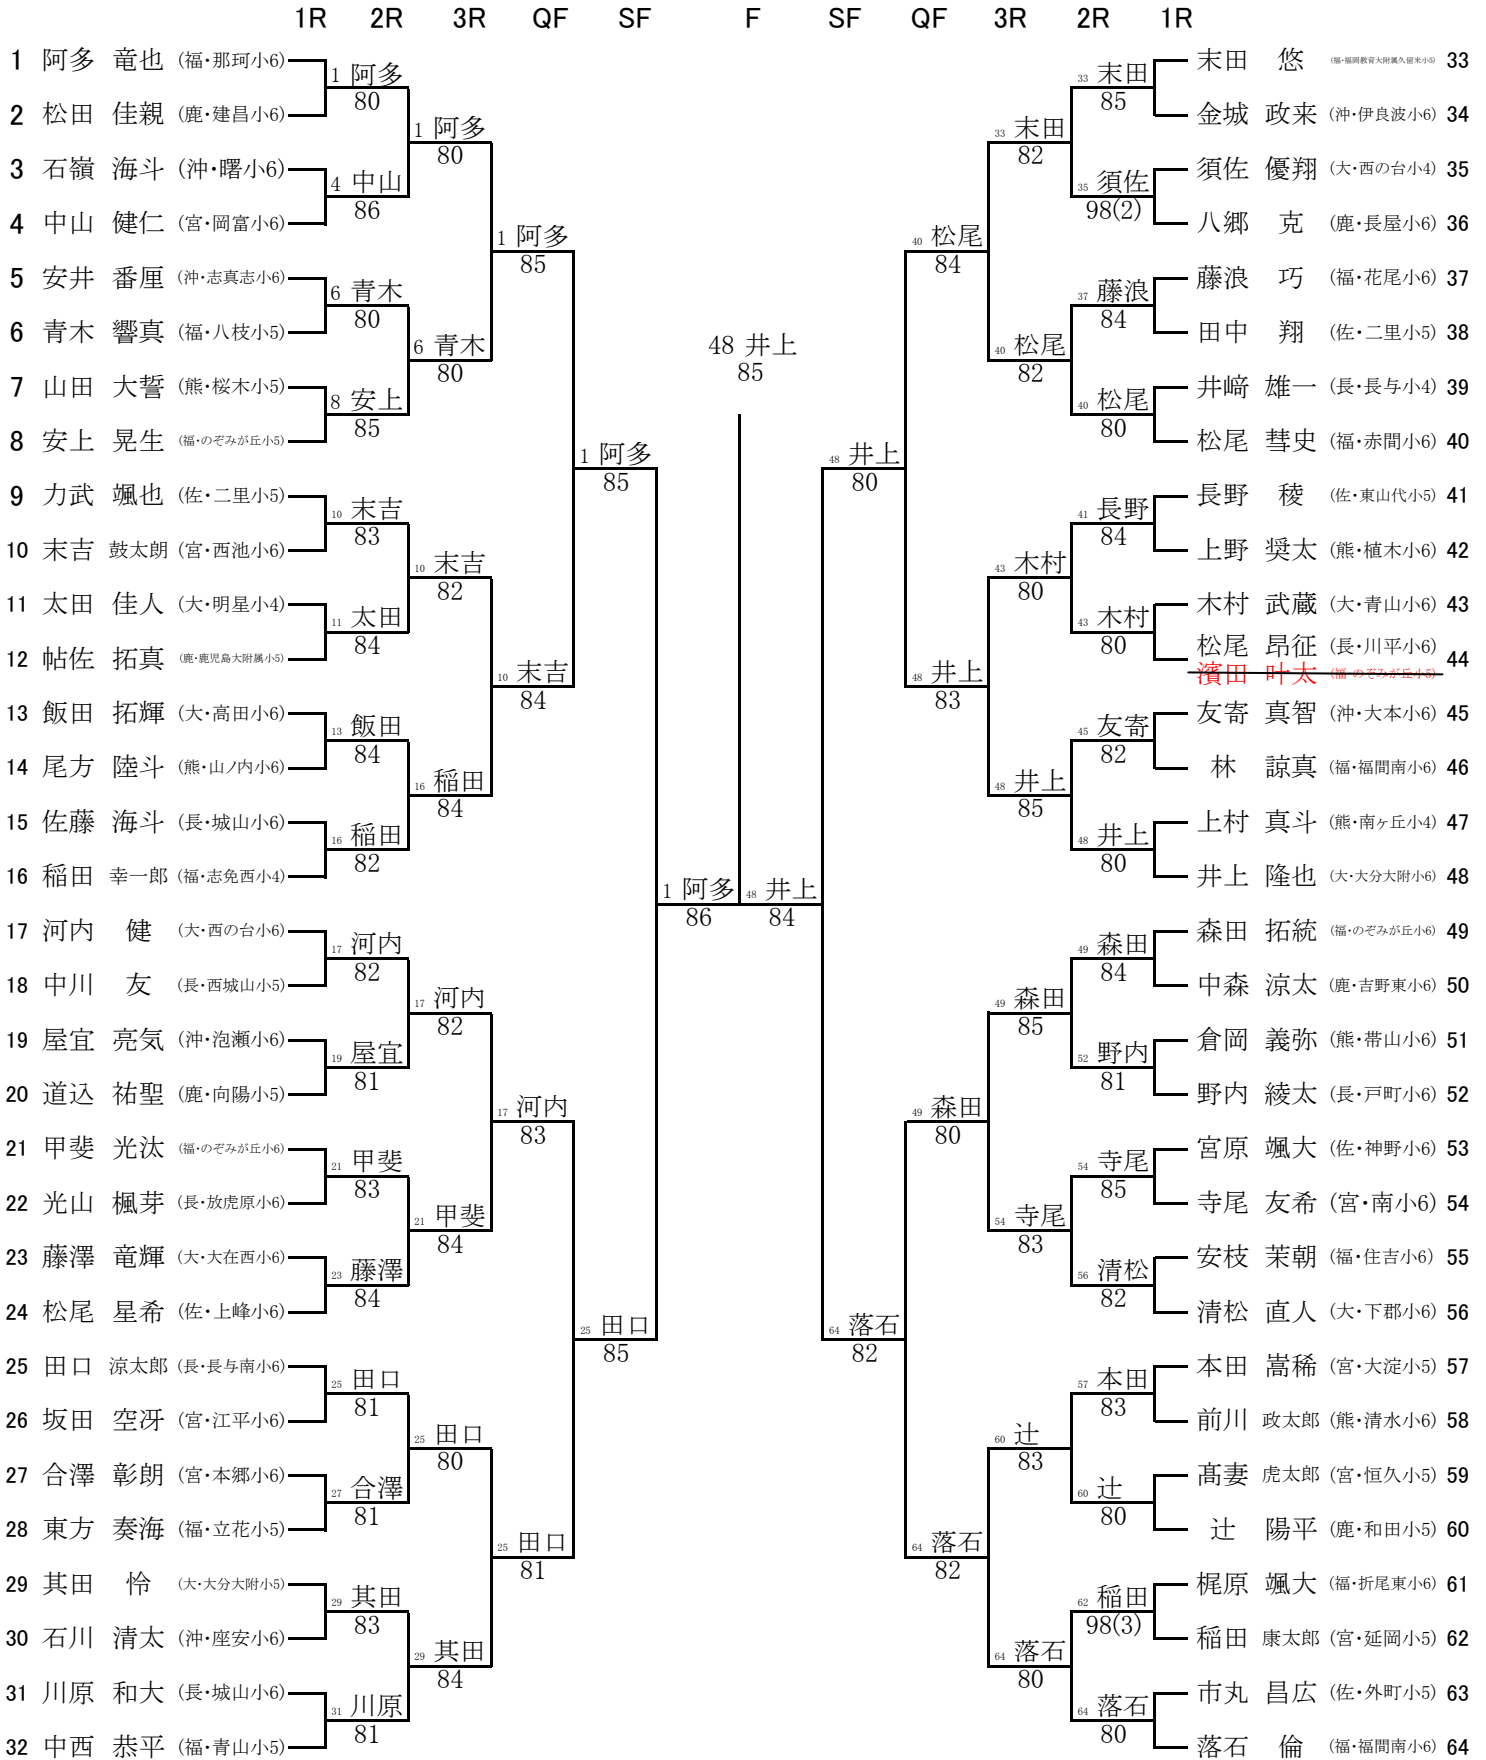 1R 2R 3R QF SF F SF QF 3R 2R 1R
1 阿多 竜也 (福・那珂小6)
2 松田 佳親 (鹿・建昌小6)
3 石嶺 海斗 (沖・曙小6)
4 中山 健仁 (宮・岡富小6)
5 安井 番厘 (沖・志真志小6)
6 青木 響真 (福・八枝小5)
7 山田 大誓 (熊・桜木小5)
8 安上 晃生 (福・のぞみが丘小5)
9 力武 颯也 (佐・二里小5)
10 末吉 鼓太朗 (宮・西池小6)
11 太田 佳人 (大・明星小4)
12 帖佐 拓真 (鹿・鹿児島大附属小5)
13 飯田 拓輝 (大・高田小6)
14 尾方 陸斗 (熊・山ノ内小6)
15 佐藤 海斗 (長・城山小6)
16 稲田 幸一郎 (福・志免西小4)
17 河内 健 (大・西の台小6)
18 中川 友 (長・西城山小5)
19 屋宜 亮気 (沖・泡瀬小6)
20 道込 祐聖 (鹿・向陽小5)
21 甲斐 光汰 (福・のぞみが丘小6)
22 光山 楓芽 (長・放虎原小6)
23 藤澤 竜輝 (大・大在西小6)
24 松尾 星希 (佐・上峰小6)
25 田口 涼太郎 (長・長与南小6)
26 坂田 空冴 (宮・江平小6)
27 合澤 彰朗 (宮・本郷小6)
28 東方 奏海 (福・立花小5)
29 其田 怜 (大・大分大附小5)
30 石川 清太 (沖・座安小6)
31 川原 和大 (長・城山小6)
32 中西 恭平 (福・青山小5)
1 阿多
80
4 中山
86
6 青木
80
8 安上
85
10 末吉
83
11 太田
84
13 飯田
84
16 稲田
82
17 河内
82
19 屋宜
81
21 甲斐
83
23 藤澤
84
25 田口
81
27 合澤
81
29 其田
83
31 川原
81
1 阿多
80
6 青木
80
10 末吉
82
16 稲田
84
17 河内
82
21 甲斐
84
25 田口
80
29 其田
84
1 阿多
85
10 末吉
84
17 河内
83
25 田口
81
1 阿多
85
25 田口
85
1 阿多
86
48 井上
85
48 井上
84
48 井上
80
64 落石
82
40 松尾
84
48 井上
83
49 森田
80
64 落石
82
33 末田
82
40 松尾
82
43 木村
80
48 井上
85
49 森田
85
54 寺尾
83
60 辻
83
64 落石
80
33 末田
85
35 須佐
98(2)
37 藤浪
84
40 松尾
80
41 長野
84
43 木村
80
45 友寄
82
48 井上
80
49 森田
84
52 野内
81
54 寺尾
85
56 清松
82
57 本田
83
60 辻
80
62 稲田
98(3)
64 落石
80
末田 悠 (福・福岡教育大附属久留米小5) 33
金城 政来 (沖・伊良波小6) 34
須佐 優翔 (大・西の台小4) 35
八郷 克 (鹿・長屋小6) 36
藤浪 巧 (福・花尾小6) 37
田中 翔 (佐・二里小5) 38
井﨑 雄一 (長・長与小4) 39
松尾 彗史 (福・赤間小6) 40
長野 稜 (佐・東山代小5) 41
上野 奨太 (熊・植木小6) 42
木村 武蔵 (大・青山小6) 43
松尾 昂征 (長・川平小6) 44
濱田 叶太 (福・のぞみが丘小5)
友寄 真智 (沖・大本小6) 45
林 諒真 (福・福間南小6) 46
上村 真斗 (熊・南ヶ丘小4) 47
井上 隆也 (大・大分大附小6) 48
森田 拓統 (福・のぞみが丘小6) 49
中森 涼太 (鹿・吉野東小6) 50
倉岡 義弥 (熊・帯山小6) 51
野内 綾太 (長・戸町小6) 52
宮原 颯大 (佐・神野小6) 53
寺尾 友希 (宮・南小6) 54
安枝 茉朝 (福・住吉小6) 55
清松 直人 (大・下郡小6) 56
本田 嵩稀 (宮・大淀小5) 57
前川 政太郎 (熊・清水小6) 58
髙妻 虎太郎 (宮・恒久小5) 59
辻 陽平 (鹿・和田小5) 60
梶原 颯大 (福・折尾東小6) 61
稲田 康太郎 (宮・延岡小5) 62
市丸 昌広 (佐・外町小5) 63
落石 倫 (福・福間南小6) 64